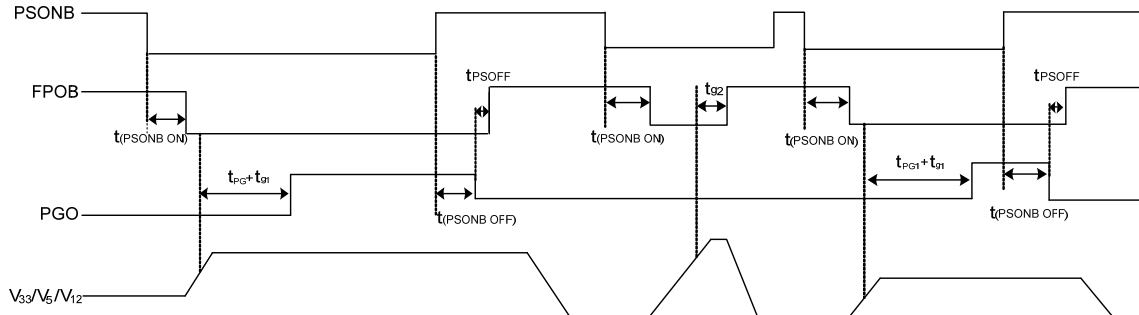 PSONB
tPSOFF
tPSOFF
FPOB
tg2
t(PSONB ON)
t(PSONB ON)
t(PSONB ON)
tPG+tg1
tPG1+tg1
PGO
t(PSONB OFF)
t(PSONB OFF)
V33/V5/V12